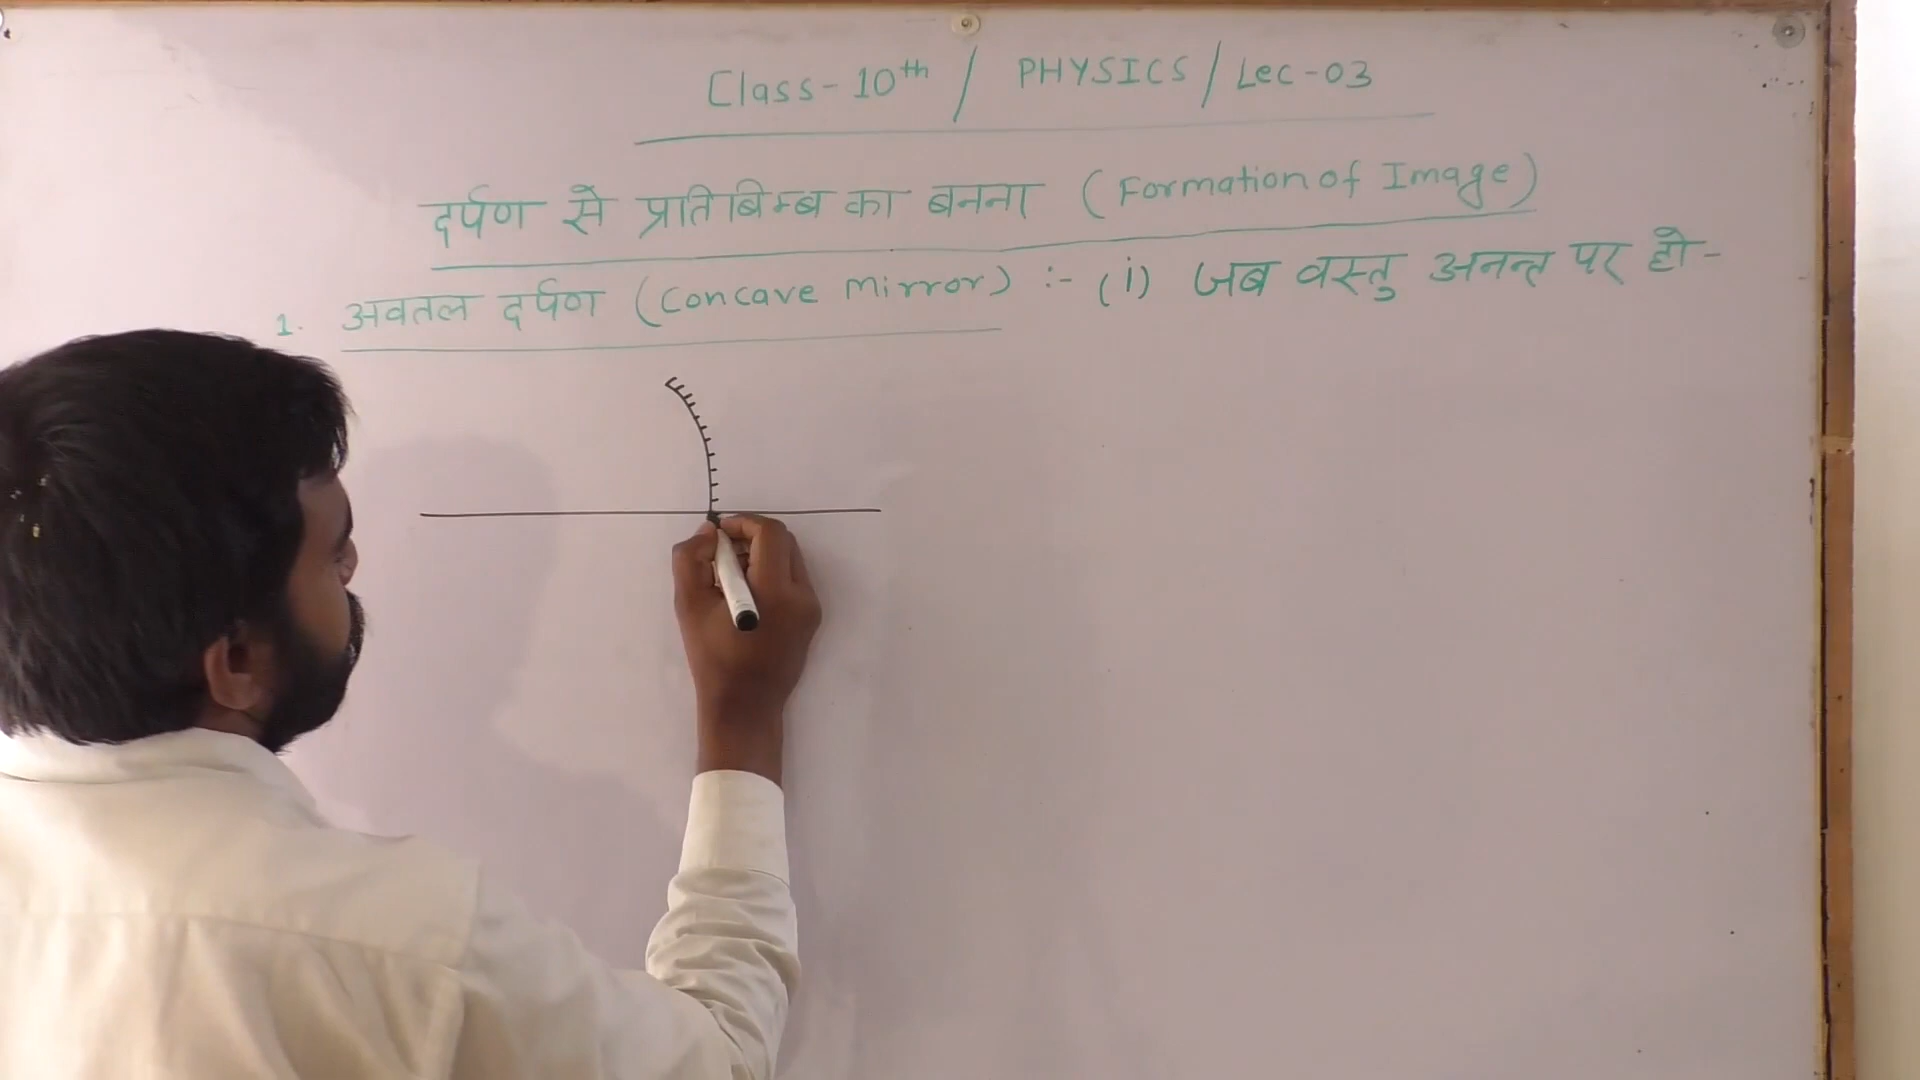 Class-10th / PHYSICS / Lec-03
दर्पण से प्रतिबिम्ब का बनना (Formation of Image)
1. अवतल दर्पण (Concave Mirror) :- (i) जब वस्तु अनन्त पर हो-